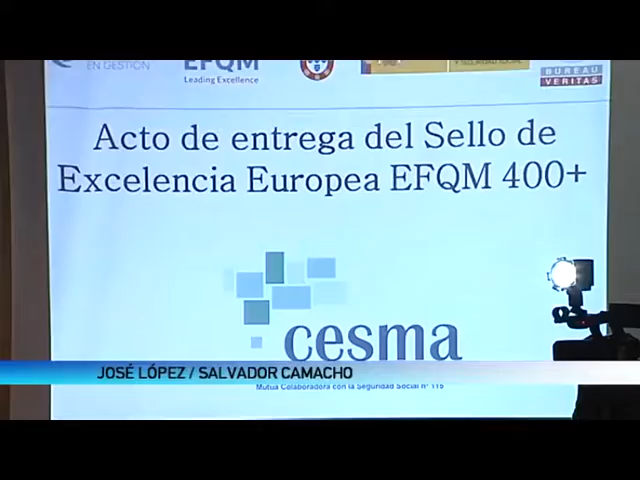 EN GESTIÓN
EFQM
Leading Excellence
BUREAU
VERITAS
Acto de entrega del Sello de
Excelencia Europea EFQM 400+
cesma
JOSÉ LÓPEZ / SALVADOR CAMACHO
Mutua Colaboradora con la Seguridad Social nº 115